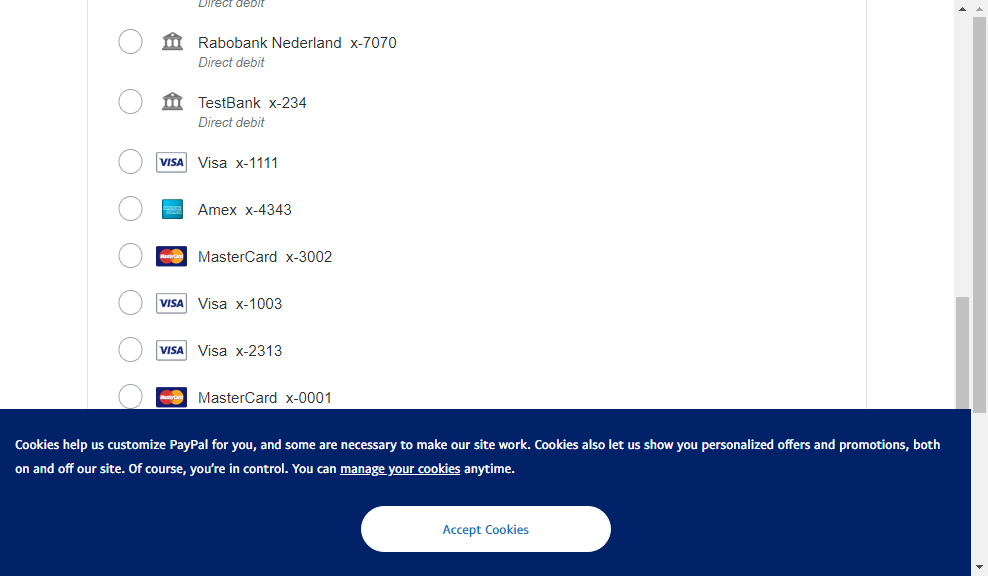 Direct debit
Rabobank Nederland x-7070
Direct debit
TestBank x-234
Direct debit
VISA Visa x-1111
Amex x-4343
MasterCard MasterCard x-3002
VISA Visa x-1003
VISA Visa x-2313
MasterCard MasterCard x-0001
Cookies help us customize PayPal for you, and some are necessary to make our site work. Cookies also let us show you personalized offers and promotions, both
on and off our site. Of course, you’re in control. You can manage your cookies anytime.
Accept Cookies